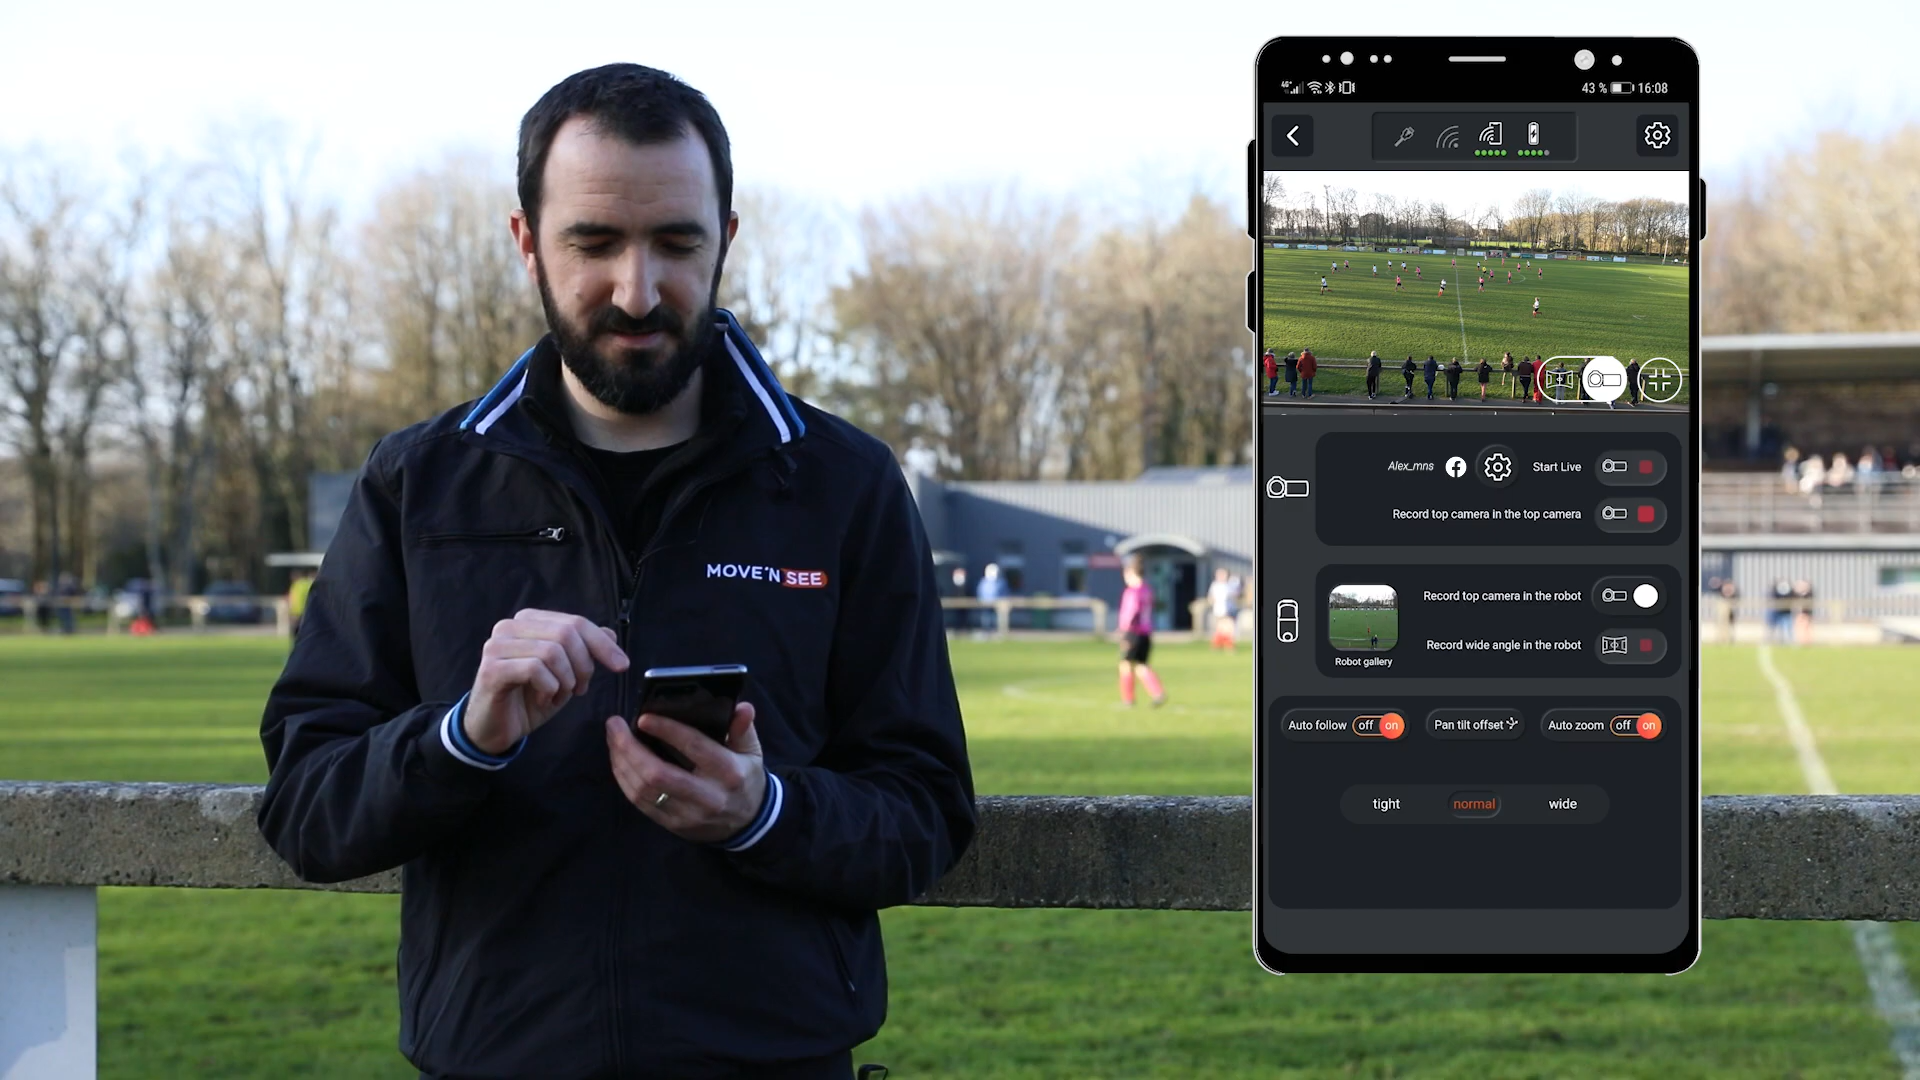 MOVE'N SEE
4G
43 % 16:08
Alex_mns Start Live
Record top camera in the top camera
Record top camera in the robot
Record wide angle in the robot
Robot gallery
Auto follow off on Pan tilt offset Auto zoom off on
tight normal wide